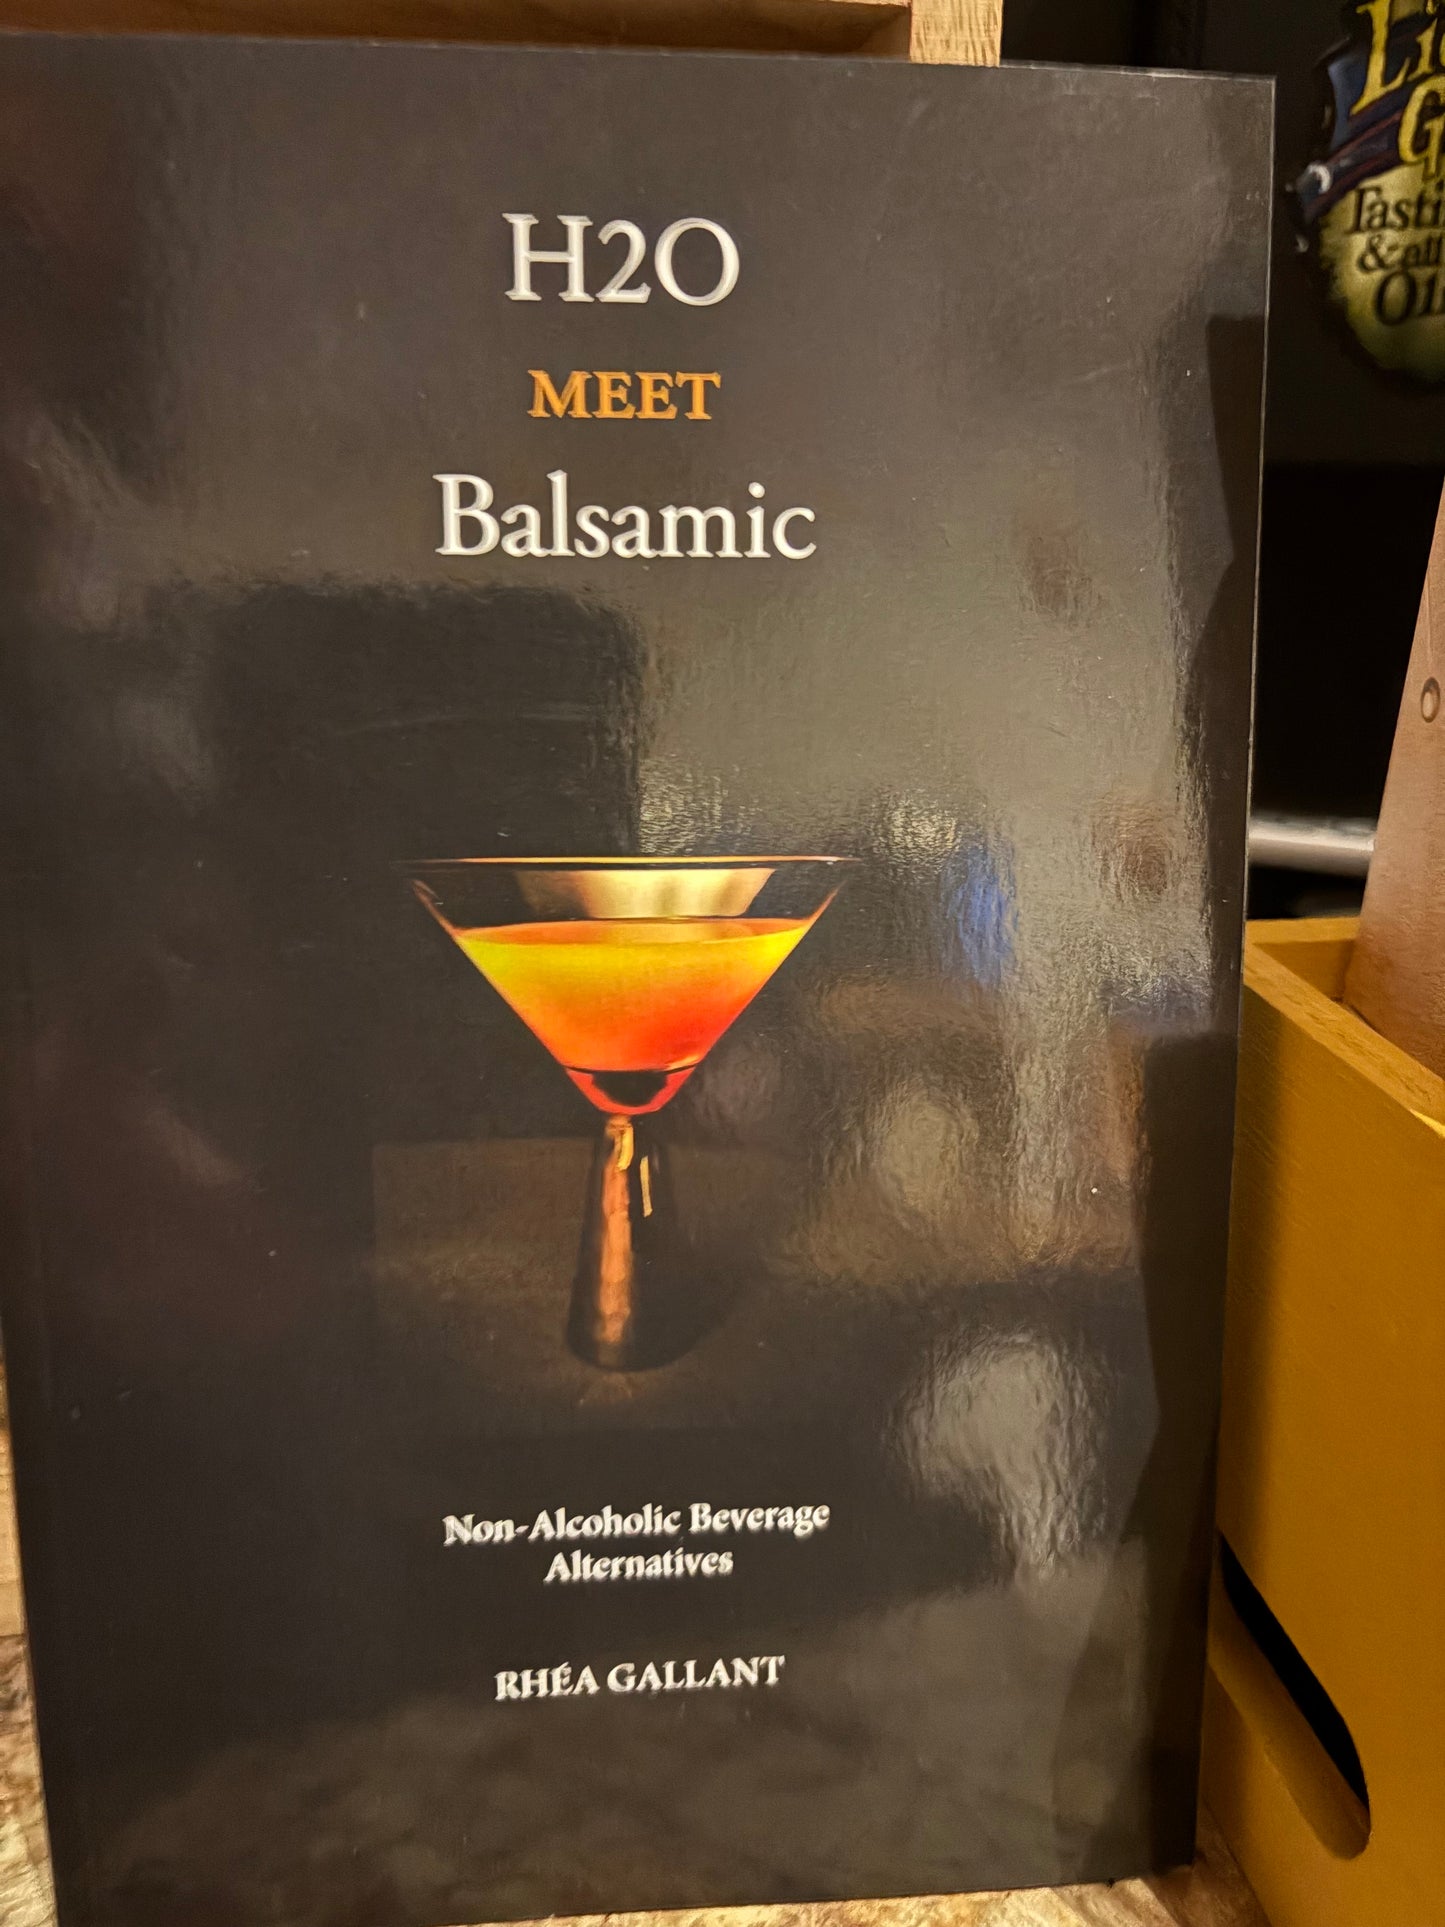 H2O
MEET
Balsamic
Non-Alcoholic Beverage
Alternatives
RHÉA GALLANT
&